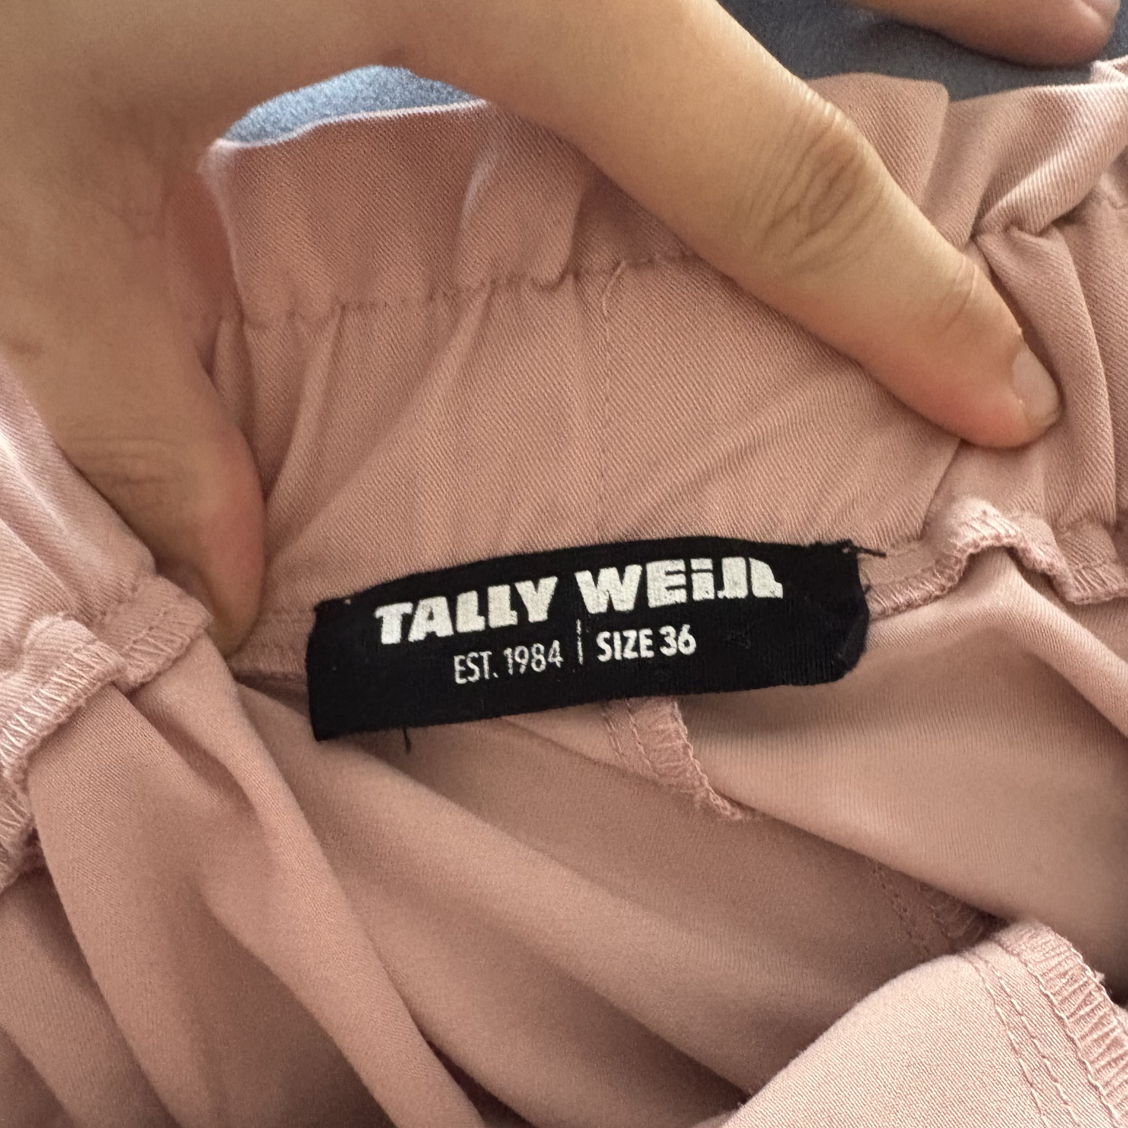 TALLY WEiJL
EST. 1984 | SIZE 36